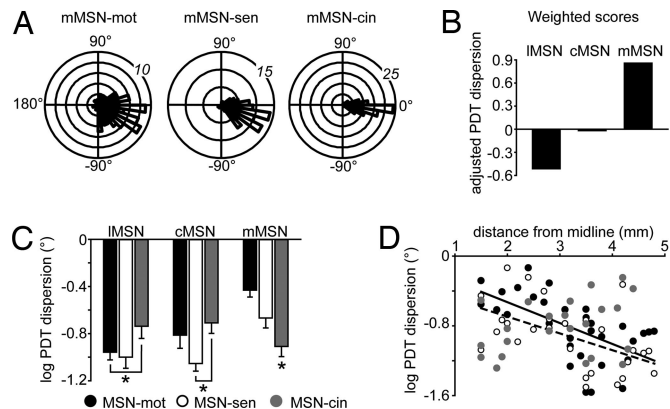 A
mMSN-mot mMSN-sen mMSN-cin
90° 90° 90°
10 15 25
180° 0°
-90° -90° -90°
B
Weighted scores
lMSN cMSN mMSN
adjusted PDT dispersion
0.9
0.6
0.3
0
-0.3
-0.6
C
lMSN cMSN mMSN
log PDT dispersion (°)
0
-0.4
-0.8
-1.2
* * *
MSN-mot MSN-sen MSN-cin
D
distance from midline (mm)
1 2 3 4 5
log PDT dispersion (°)
0
-0.8
-1.6